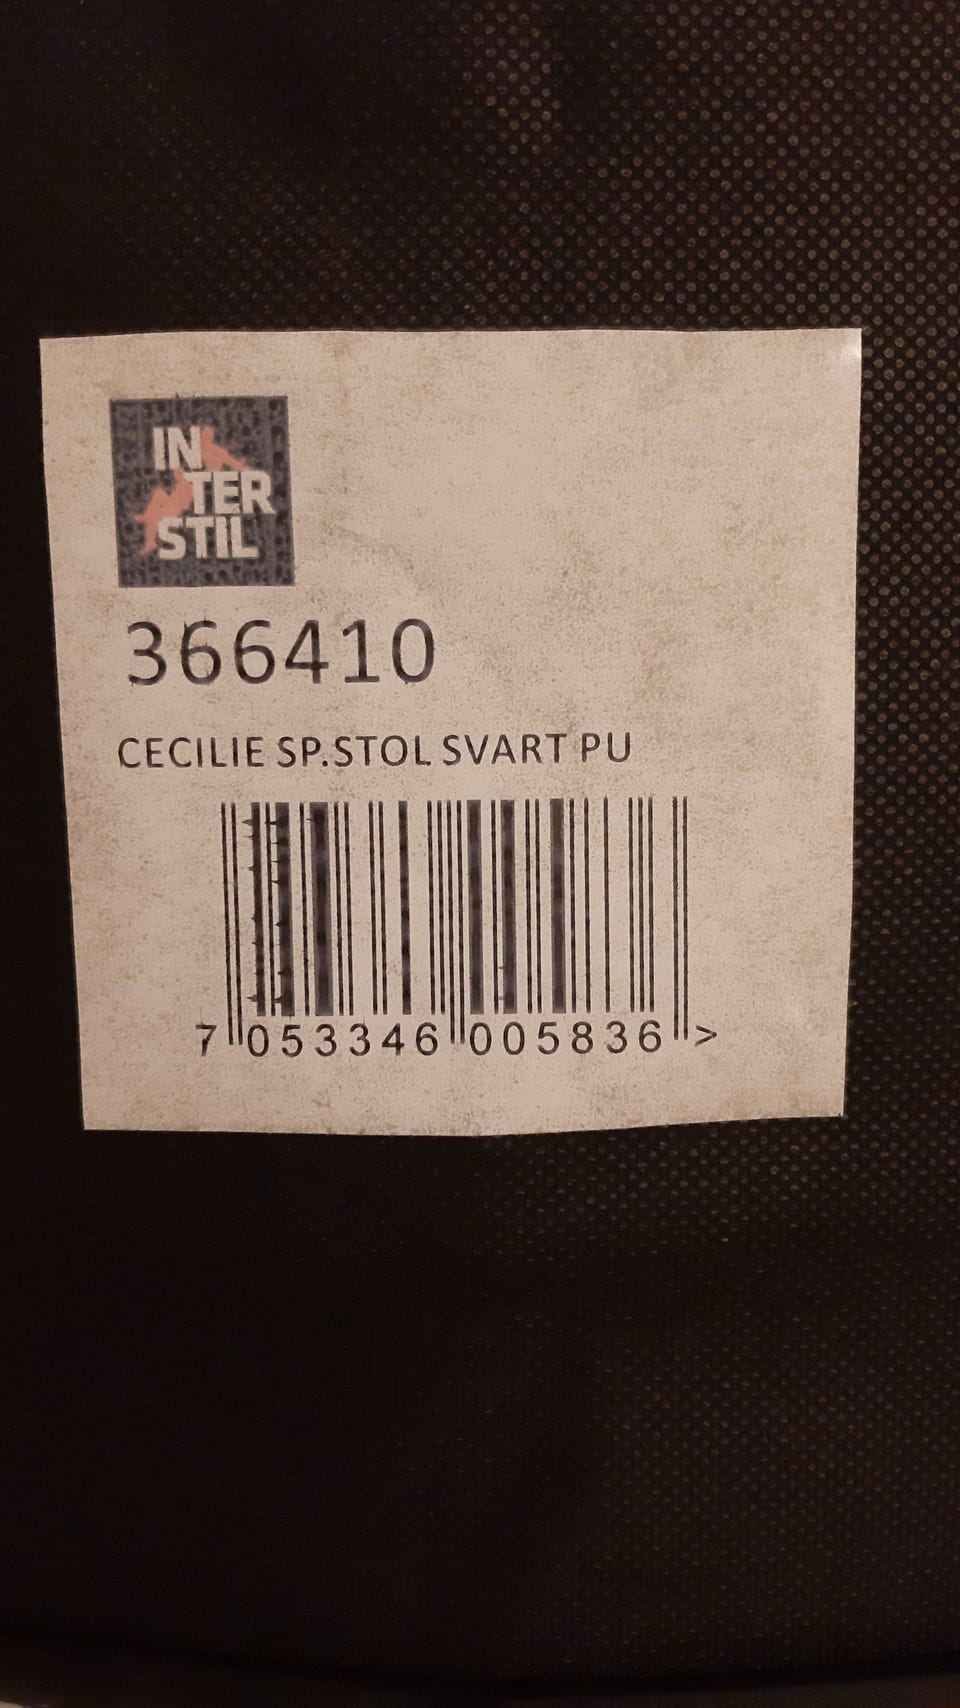 IN
TER
STIL
366410
CECILIE SP.STOL SVART PU
7 053346 005836 >